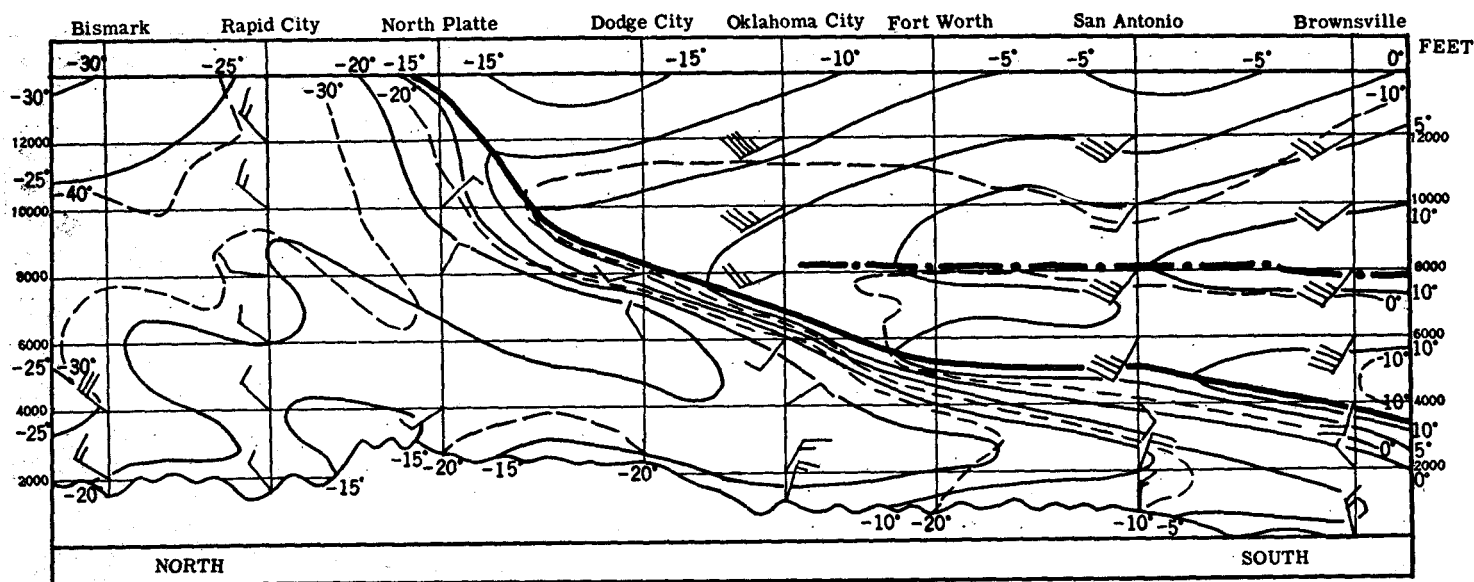 Bismark Rapid City North Platte Dodge City Oklahoma City Fort Worth San Antonio Brownsville
FEET
-30° -25° -20° -15° -15° -15° -10° -5° -5° -5° 0°
-30° -30° -20° -10°
5°
12000 12000
-25°
-40°
10000 10000
10°
8000 8000
10°
0°
6000 6000
-25° -30° -10° 10°
4000 -10° 4000
-25° 10°
-15° -20° -15° -20° 0° 5°
2000 2000
-20° -15° 0°
-10° -20° -10° -5°
NORTH SOUTH